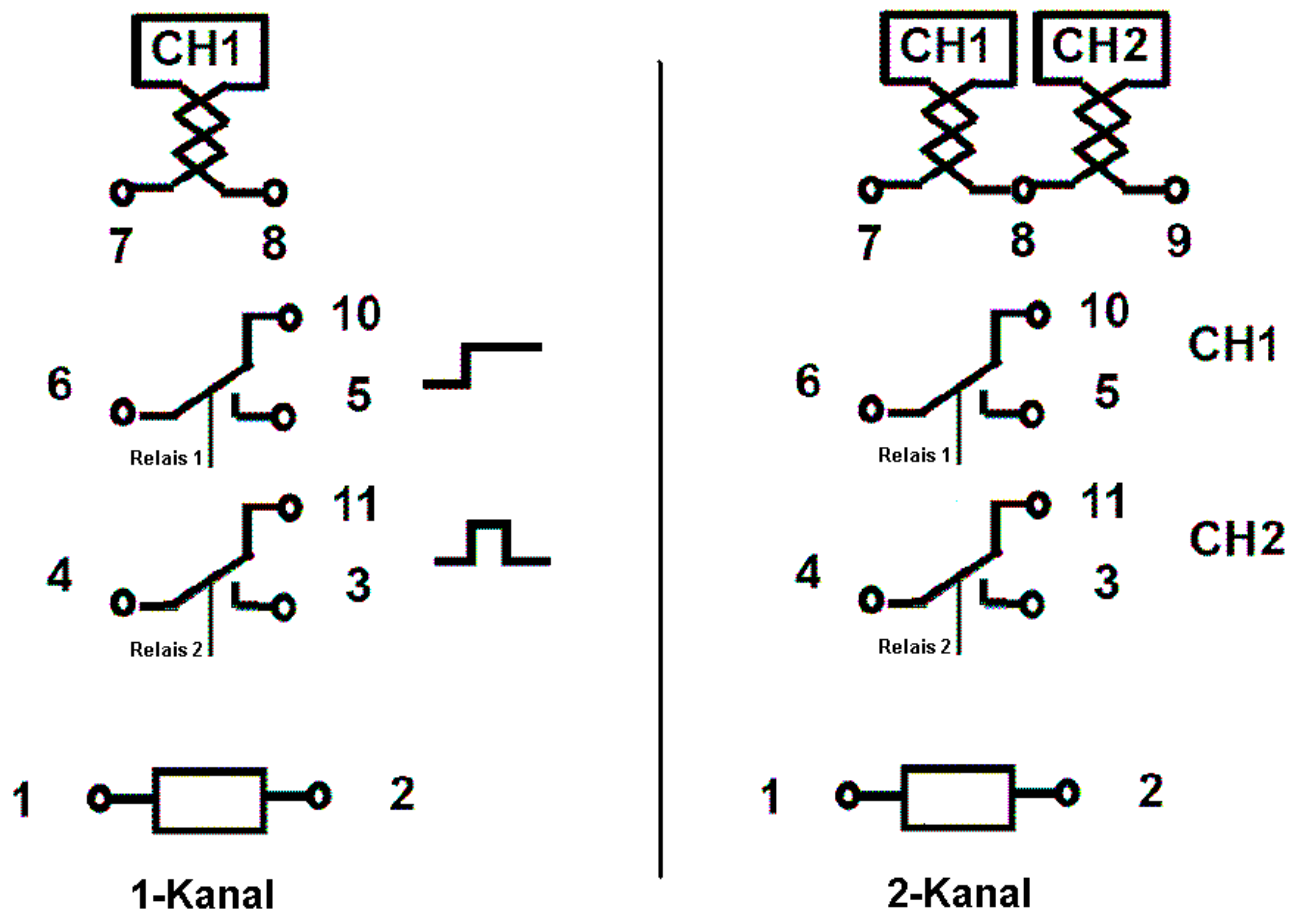 CH1
7 8
10
6 5
Relais 1
11
4 3
Relais 2
1 2
1-Kanal
CH1 CH2
7 8 9
10
CH1
6 5
Relais 1
11
CH2
4 3
Relais 2
1 2
2-Kanal